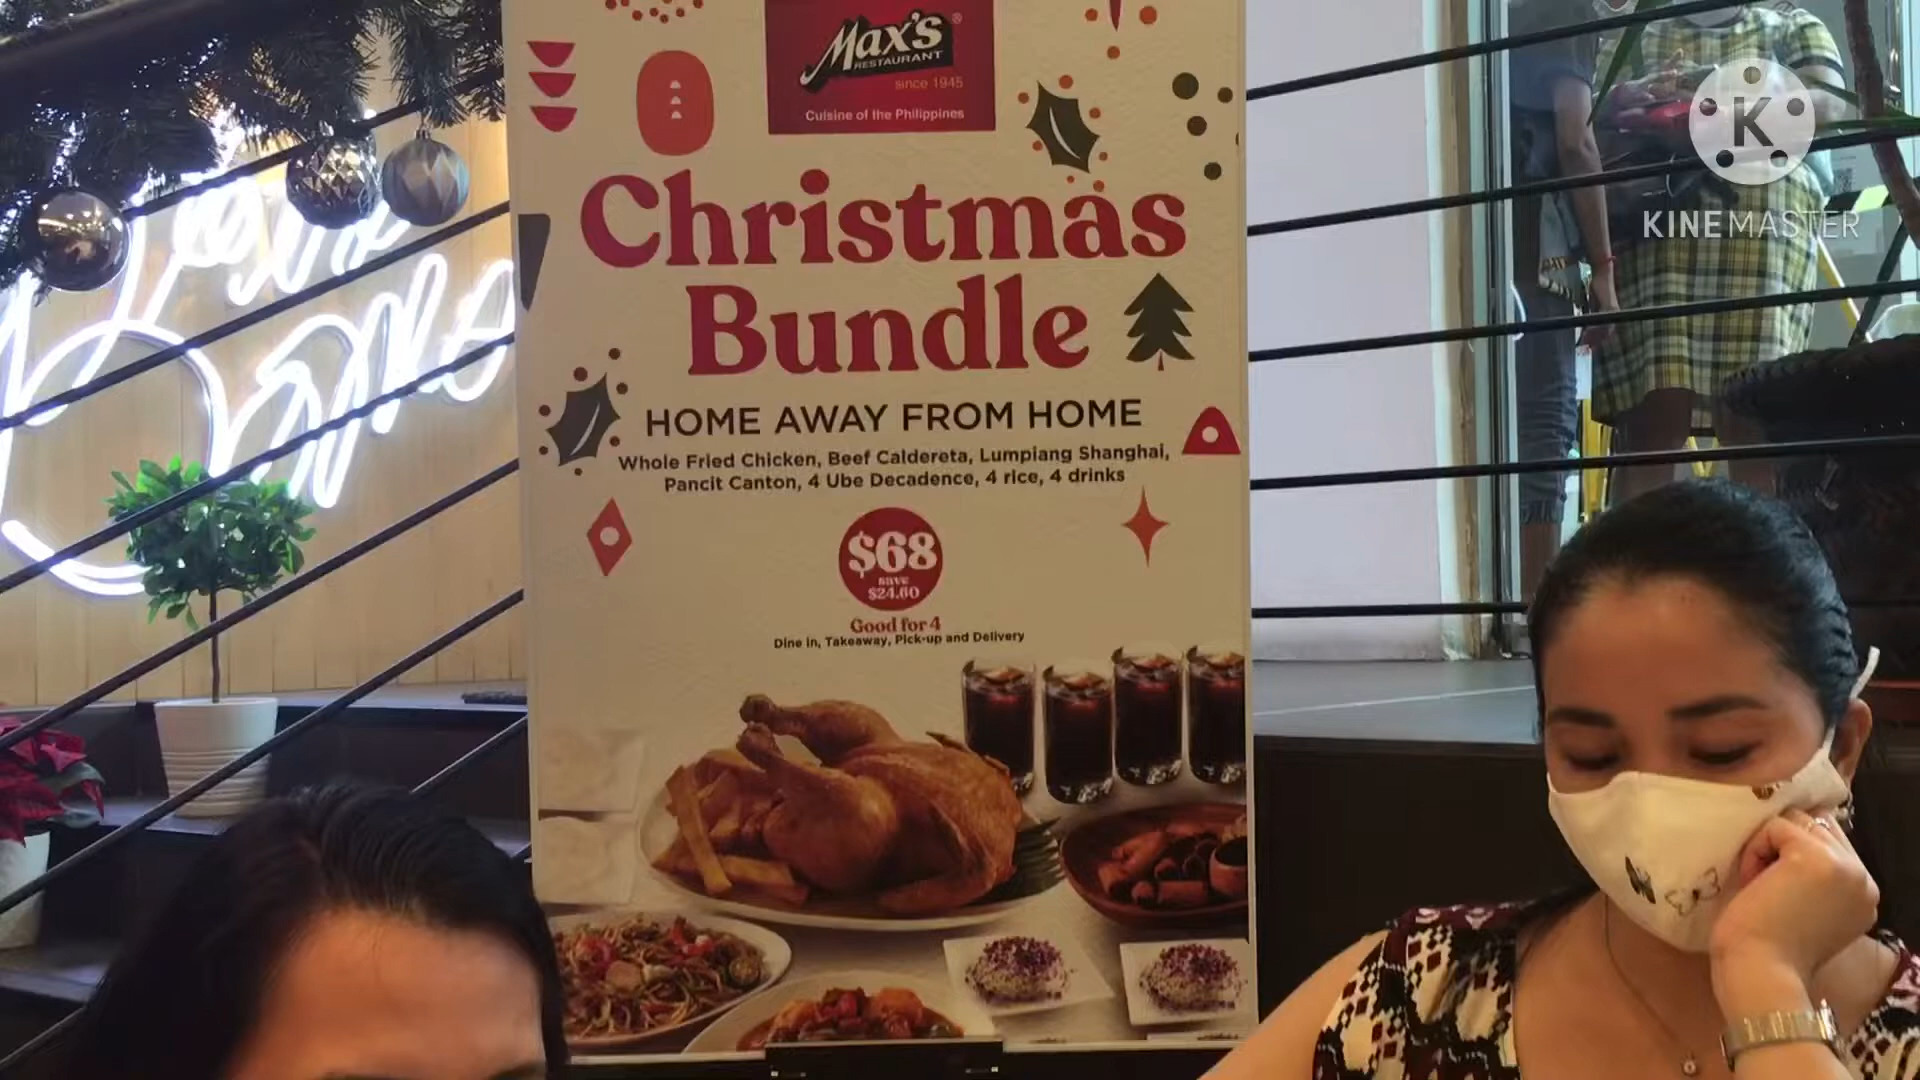 Max's
RESTAURANT
since 1945
Cuisine of the Philippines
K
KINEMASTER
Christmas
Bundle
HOME AWAY FROM HOME
Whole Fried Chicken, Beef Caldereta, Lumpiang Shanghai,
Pancit Canton, 4 Ube Decadence, 4 rice, 4 drinks
$68
save
$24.60
Good for 4
Dine in, Takeaway, Pick-up and Delivery